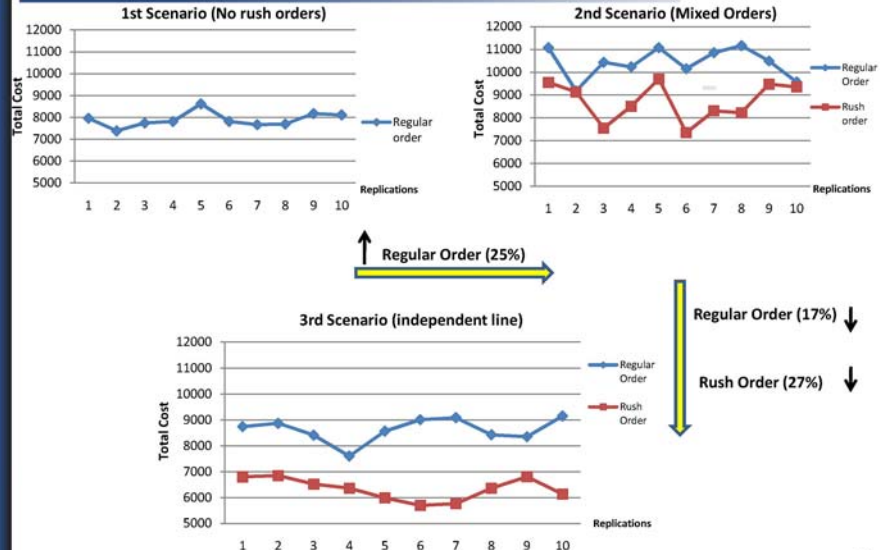 1st Scenario (No rush orders)
12000
11000
10000
9000
8000
7000
6000
5000
Total Cost
1 2 3 4 5 6 7 8 9 10
Replications
Regular
order
2nd Scenario (Mixed Orders)
12000
11000
10000
9000
8000
7000
6000
5000
Total Cost
1 2 3 4 5 6 7 8 9 10
Replications
Regular
Order
Rush
order
Regular Order (25%)
Regular Order (17%)
Rush Order (27%)
3rd Scenario (independent line)
12000
11000
10000
9000
8000
7000
6000
5000
Total Cost
1 2 3 4 5 6 7 8 9 10
Replications
Regular
Order
Rush
Order